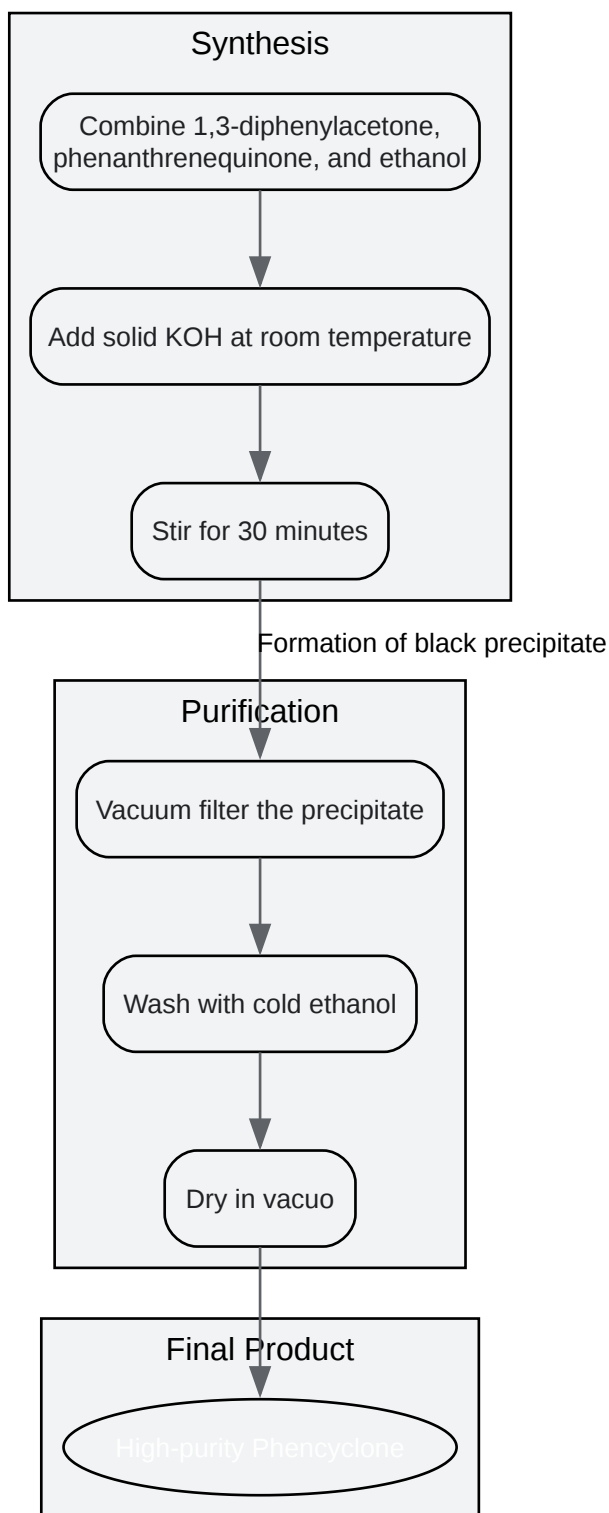 Synthesis
Combine 1,3-diphenylacetone,
phenanthrenequinone, and ethanol
Add solid KOH at room temperature
Stir for 30 minutes
Formation of black precipitate
Purification
Vacuum filter the precipitate
Wash with cold ethanol
Dry in vacuo
Final Product
High-purity Phencyclone